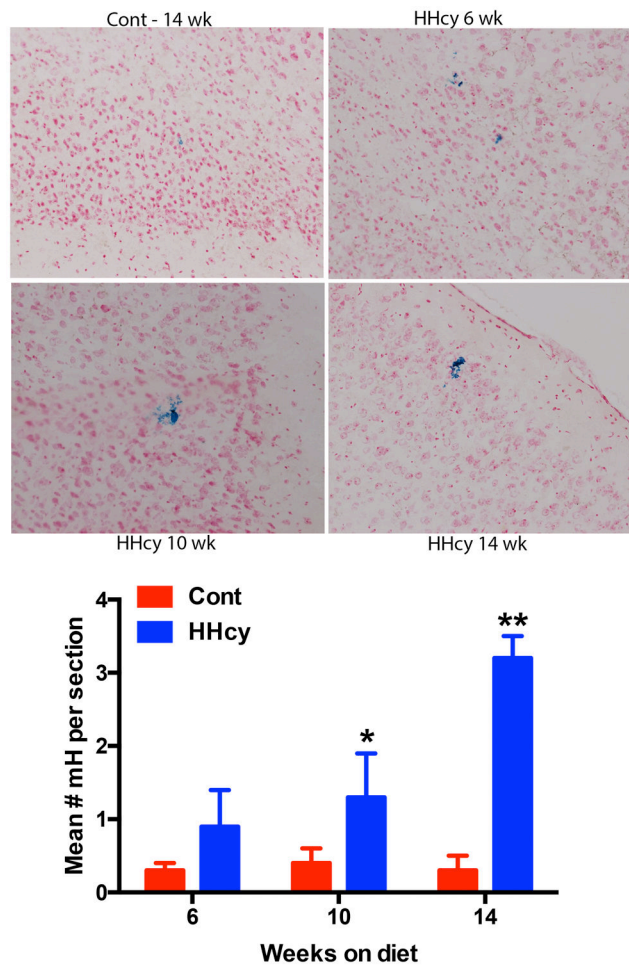 Cont - 14 wk
HHcy 6 wk
HHcy 10 wk
HHcy 14 wk
Cont
HHcy
Mean # mH per section
4
3
2
1
0
*
**
6
10
14
Weeks on diet